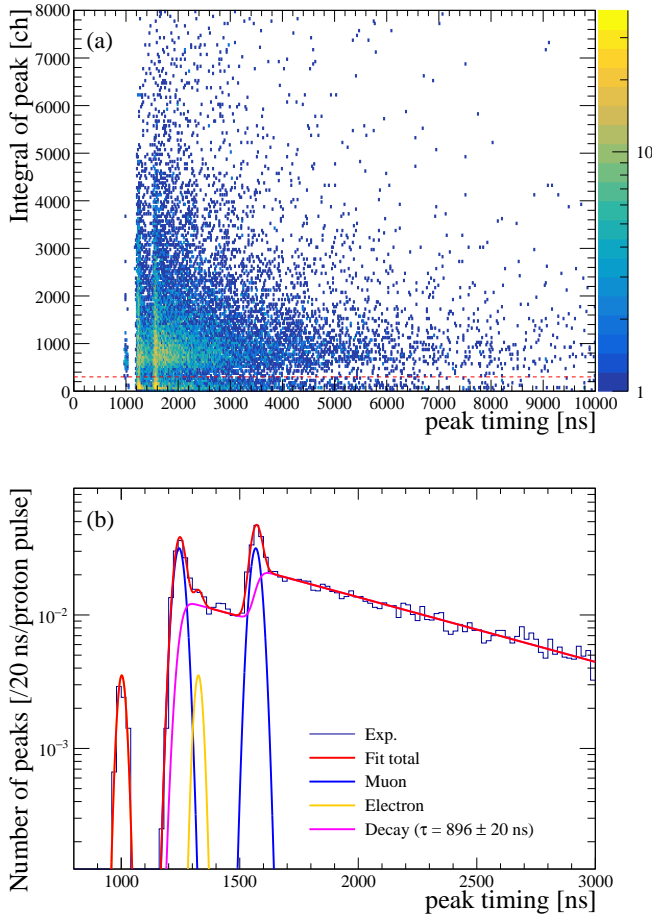 (a)
Integral of peak [ch]
8000
7000
6000
5000
4000
3000
2000
1000
0
0 1000 2000 3000 4000 5000 6000 7000 8000 9000 10000
peak timing [ns]
10
1
(b)
Number of peaks [/20 ns/proton pulse]
10⁻²
10⁻³
Exp.
Fit total
Muon
Electron
Decay (τ = 896 ± 20 ns)
1000 1500 2000 2500 3000
peak timing [ns]